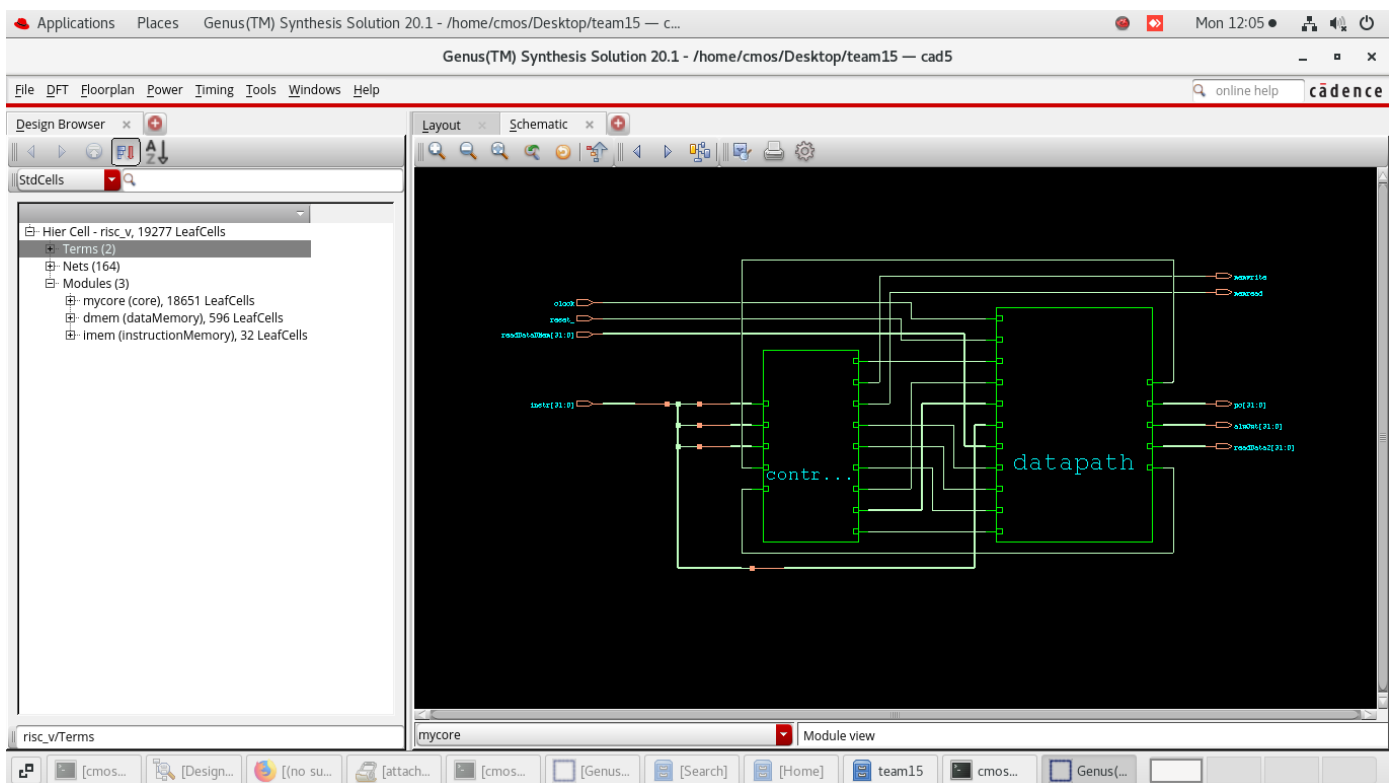 Applications Places Genus(TM) Synthesis Solution 20.1 - /home/cmos/Desktop/team15 — c...
Mon 12:05
Genus(TM) Synthesis Solution 20.1 - /home/cmos/Desktop/team15 — cad5
File DFT Floorplan Power Timing Tools Windows Help
online help
cādence
Design Browser
Layout Schematic
StdCells
Hier Cell - risc_v, 19277 LeafCells
Terms (2)
Nets (164)
Modules (3)
mycore (core), 18651 LeafCells
dmem (dataMemory), 596 LeafCells
imem (instructionMemory), 32 LeafCells
memwrite
memread
clock
reset_
readDataDMem[31:0]
instr[31:0]
pc[31:0]
aluOut[31:0]
readData2[31:0]
contr...
datapath
risc_v/Terms
mycore
Module view
[cmos... [Design... [(no su... [attach... [cmos... [Genus... [Search] [Home] team15 cmos... Genus(...